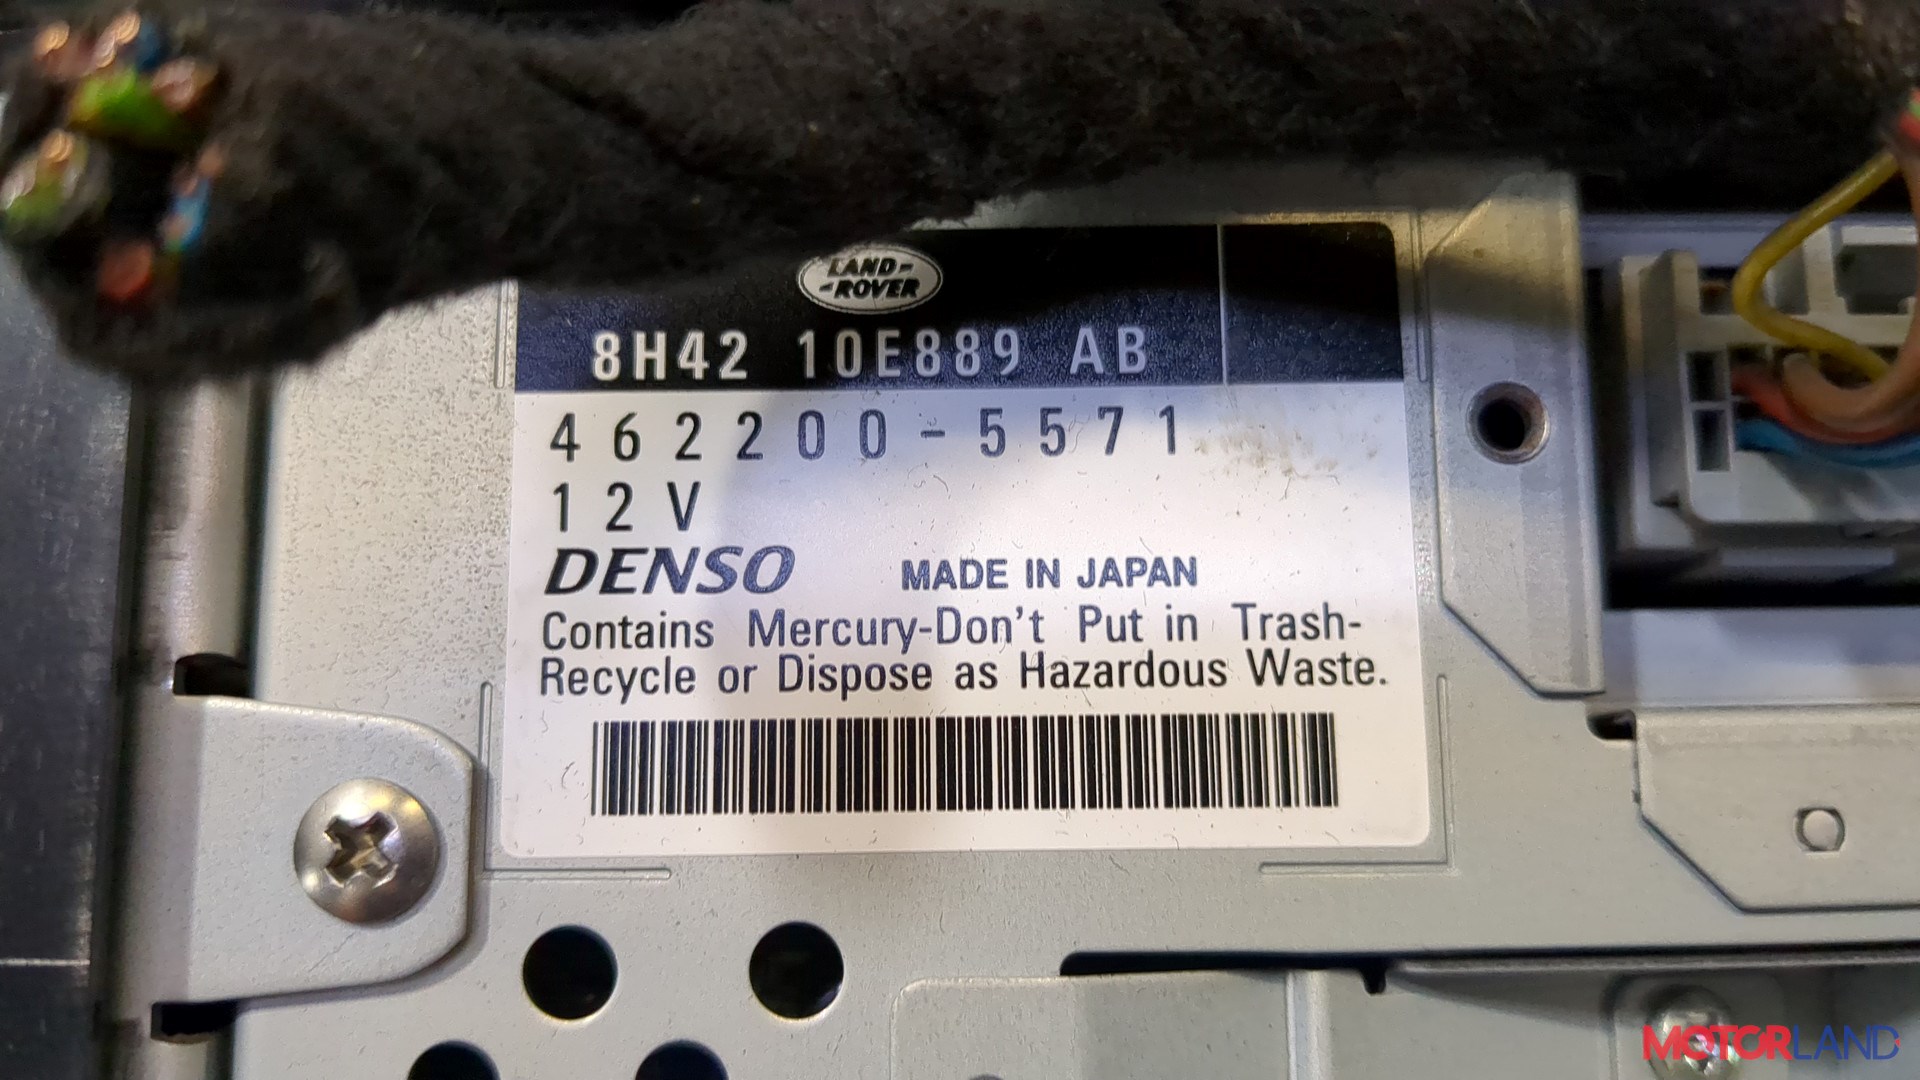 LAND-
-ROVER
8H42 10E889 AB
462200-5571
12V
DENSO MADE IN JAPAN
Contains Mercury-Don't Put in Trash-
Recycle or Dispose as Hazardous Waste.
MOTORLAND